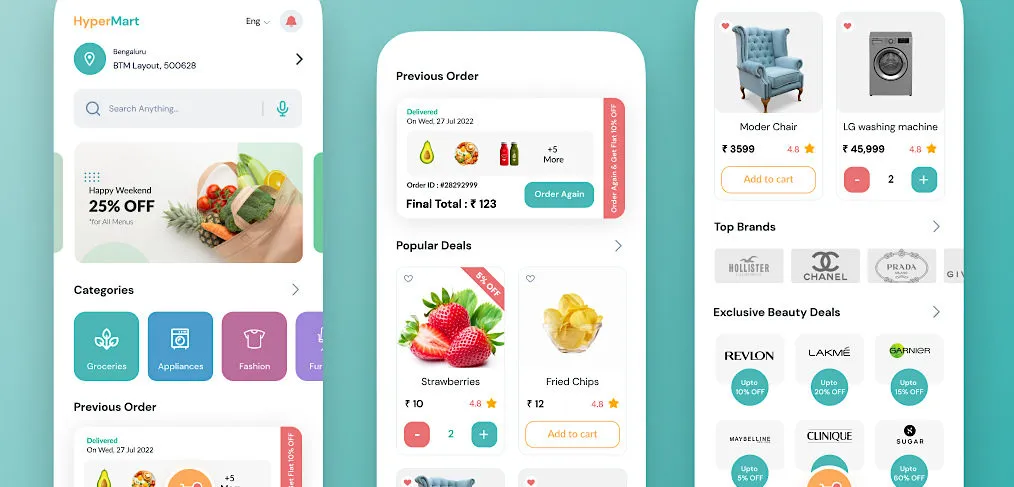 HyperMart
Eng
Bengaluru
BTM Layout, 500628
Search Anything...
Happy Weekend
25% OFF
*for All Menus
Categories
Groceries
Appliances
Fashion
Fur
Previous Order
Delivered
On Wed, 27 Jul 2022
+5
More
Flat 10% OFF
Previous Order
Delivered
On Wed, 27 Jul 2022
+5
More
Order ID : #28292999
Final Total : ₹ 123
Order Again
Order Again & Get Flat 10% OFF
Popular Deals
5% OFF
Strawberries
₹ 10
4.8
- 2 +
Fried Chips
₹ 12
4.8
Add to cart
Moder Chair
₹ 3599
4.8
Add to cart
LG washing machine
₹ 45,999
4.8
- 2 +
Top Brands
HOLLISTER
CHANEL
PRADA
GIV
Exclusive Beauty Deals
REVLON
Upto
10% OFF
LAKMÉ
Upto
20% OFF
GARNIER
Upto
15% OFF
MAYBELLINE
Upto
5% OFF
CLINIQUE
S
SUGAR
Upto
60% OFF